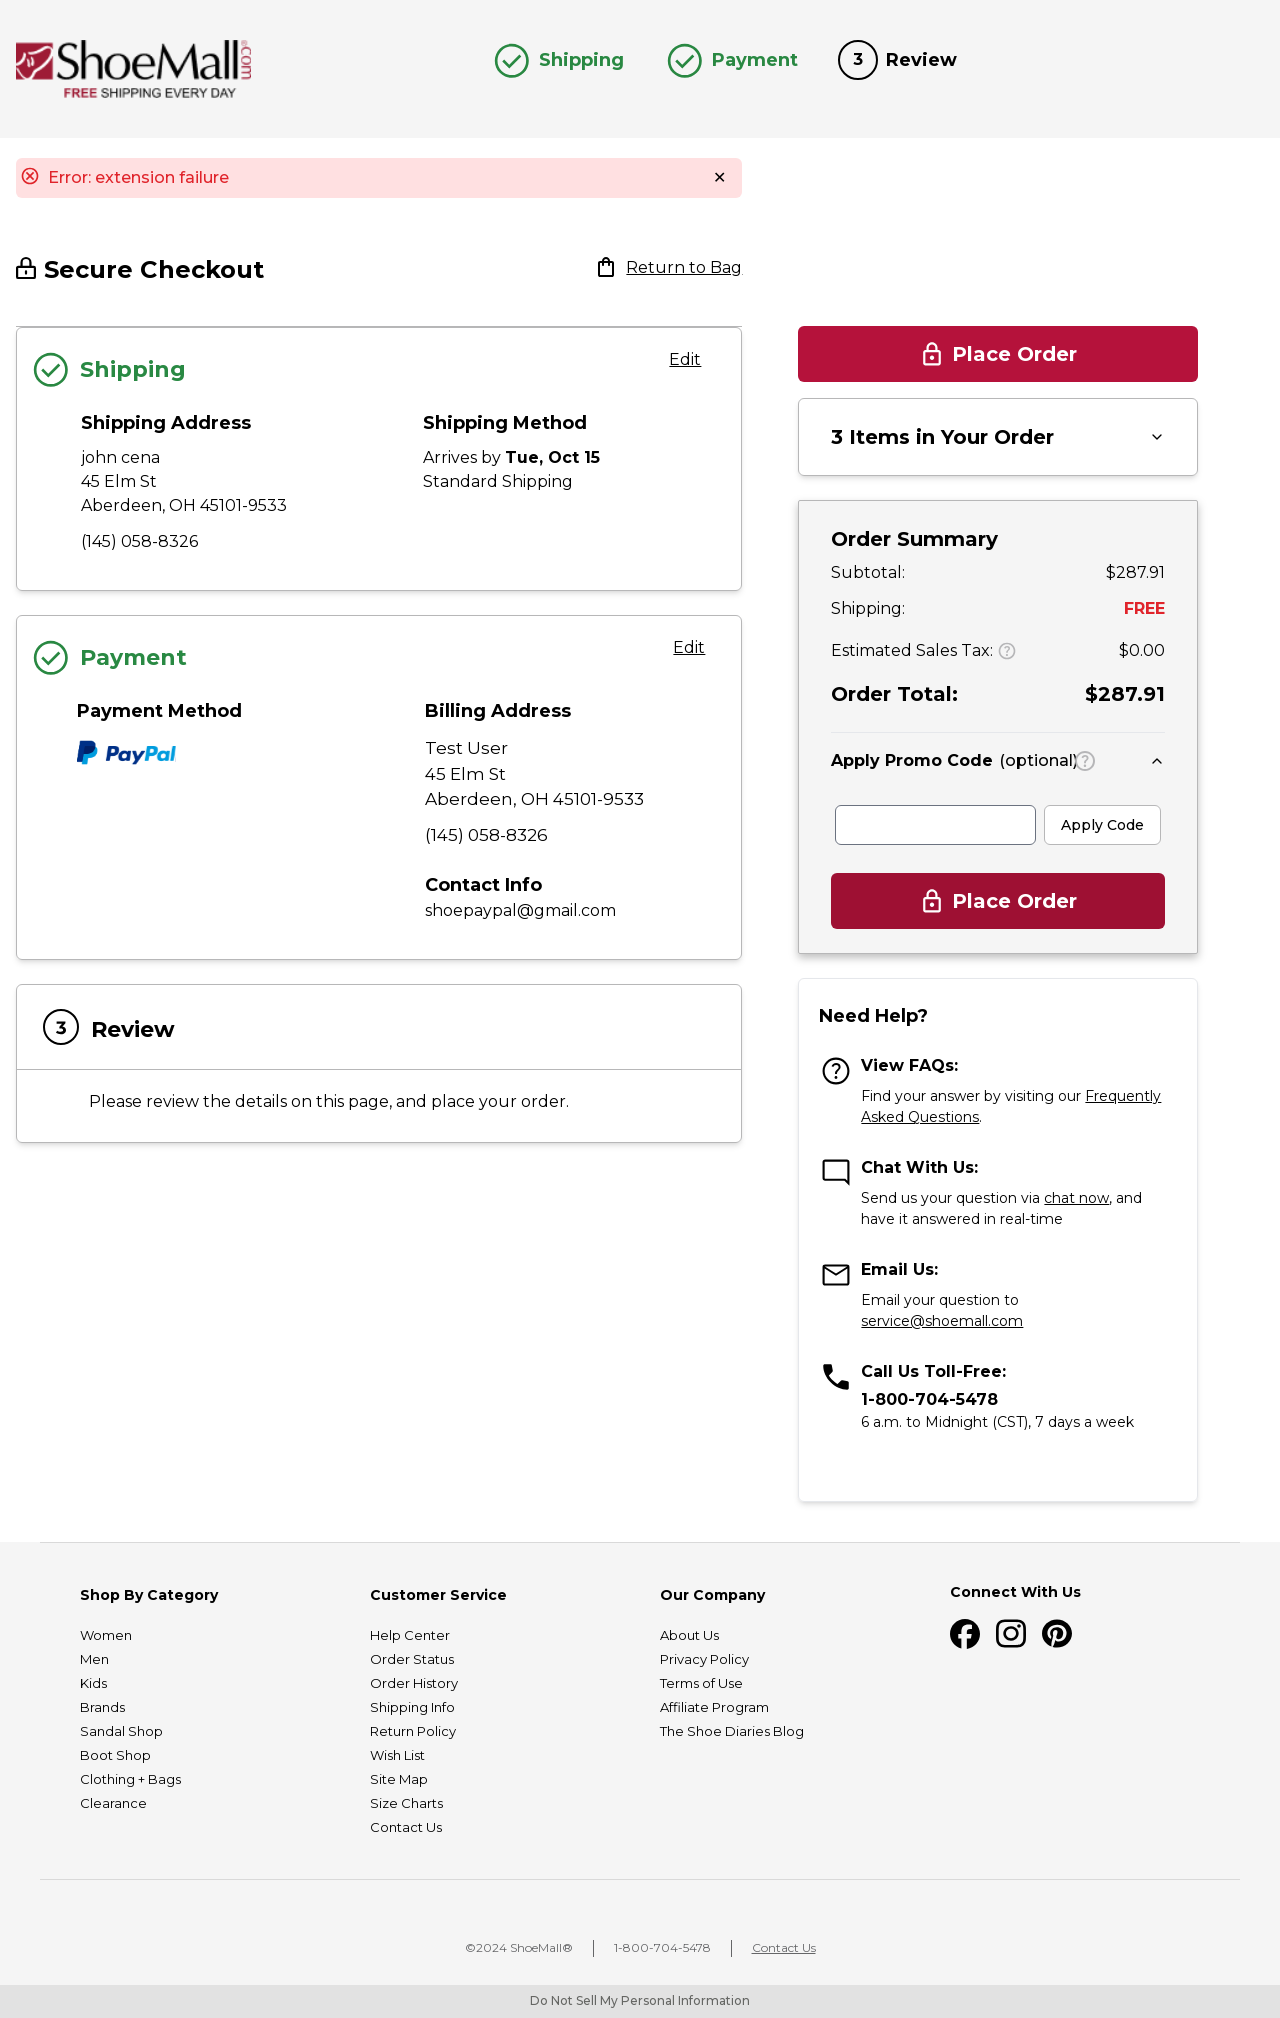 ShoeMall.com
FREE SHIPPING EVERY DAY
Shipping
Payment
3 Review
Error: extension failure
Secure Checkout
Return to Bag
Shipping
Edit
Shipping Address
john cena
45 Elm St
Aberdeen, OH 45101-9533
(145) 058-8326
Shipping Method
Arrives by Tue, Oct 15
Standard Shipping
Payment
Edit
Payment Method
PayPal
Billing Address
Test User
45 Elm St
Aberdeen, OH 45101-9533
(145) 058-8326
Contact Info
shoepaypal@gmail.com
3 Review
Please review the details on this page, and place your order.
Place Order
3 Items in Your Order
Order Summary
Subtotal: $287.91
Shipping: FREE
Estimated Sales Tax: $0.00
Order Total: $287.91
Apply Promo Code (optional)
Apply Code
Place Order
Need Help?
View FAQs:
Find your answer by visiting our Frequently
Asked Questions.
Chat With Us:
Send us your question via chat now, and
have it answered in real-time
Email Us:
Email your question to
service@shoemall.com
Call Us Toll-Free:
1-800-704-5478
6 a.m. to Midnight (CST), 7 days a week
Shop By Category
Women
Men
Kids
Brands
Sandal Shop
Boot Shop
Clothing + Bags
Clearance
Customer Service
Help Center
Order Status
Order History
Shipping Info
Return Policy
Wish List
Site Map
Size Charts
Contact Us
Our Company
About Us
Privacy Policy
Terms of Use
Affiliate Program
The Shoe Diaries Blog
Connect With Us
©2024 ShoeMall® 1-800-704-5478 Contact Us
Do Not Sell My Personal Information